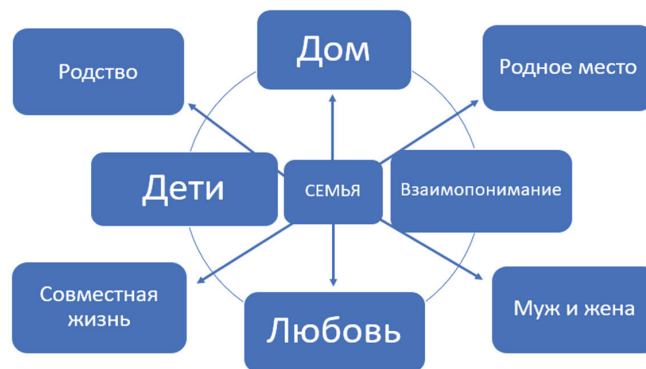 Дом
Родство
Родное место
Дети
СЕМЬЯ
Взаимопонимание
Совместная
жизнь
Любовь
Муж и жена